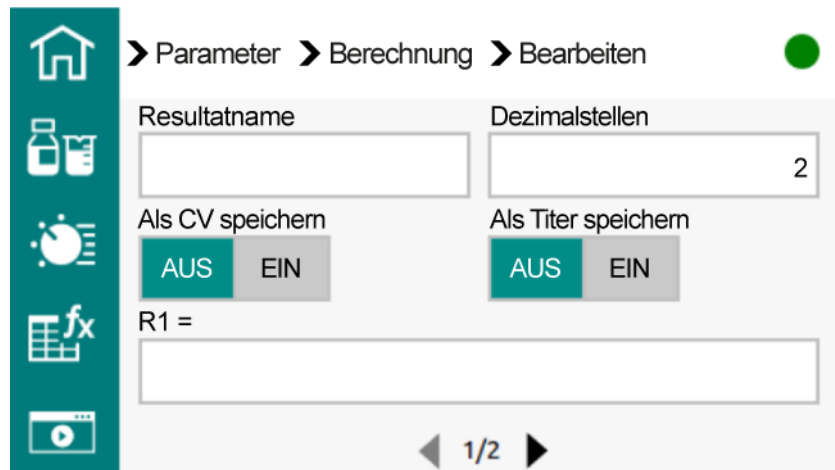 Parameter Berechnung Bearbeiten
Resultatname Dezimalstellen
2
Als CV speichern Als Titer speichern
AUS EIN AUS EIN
fx
R1 =
1/2